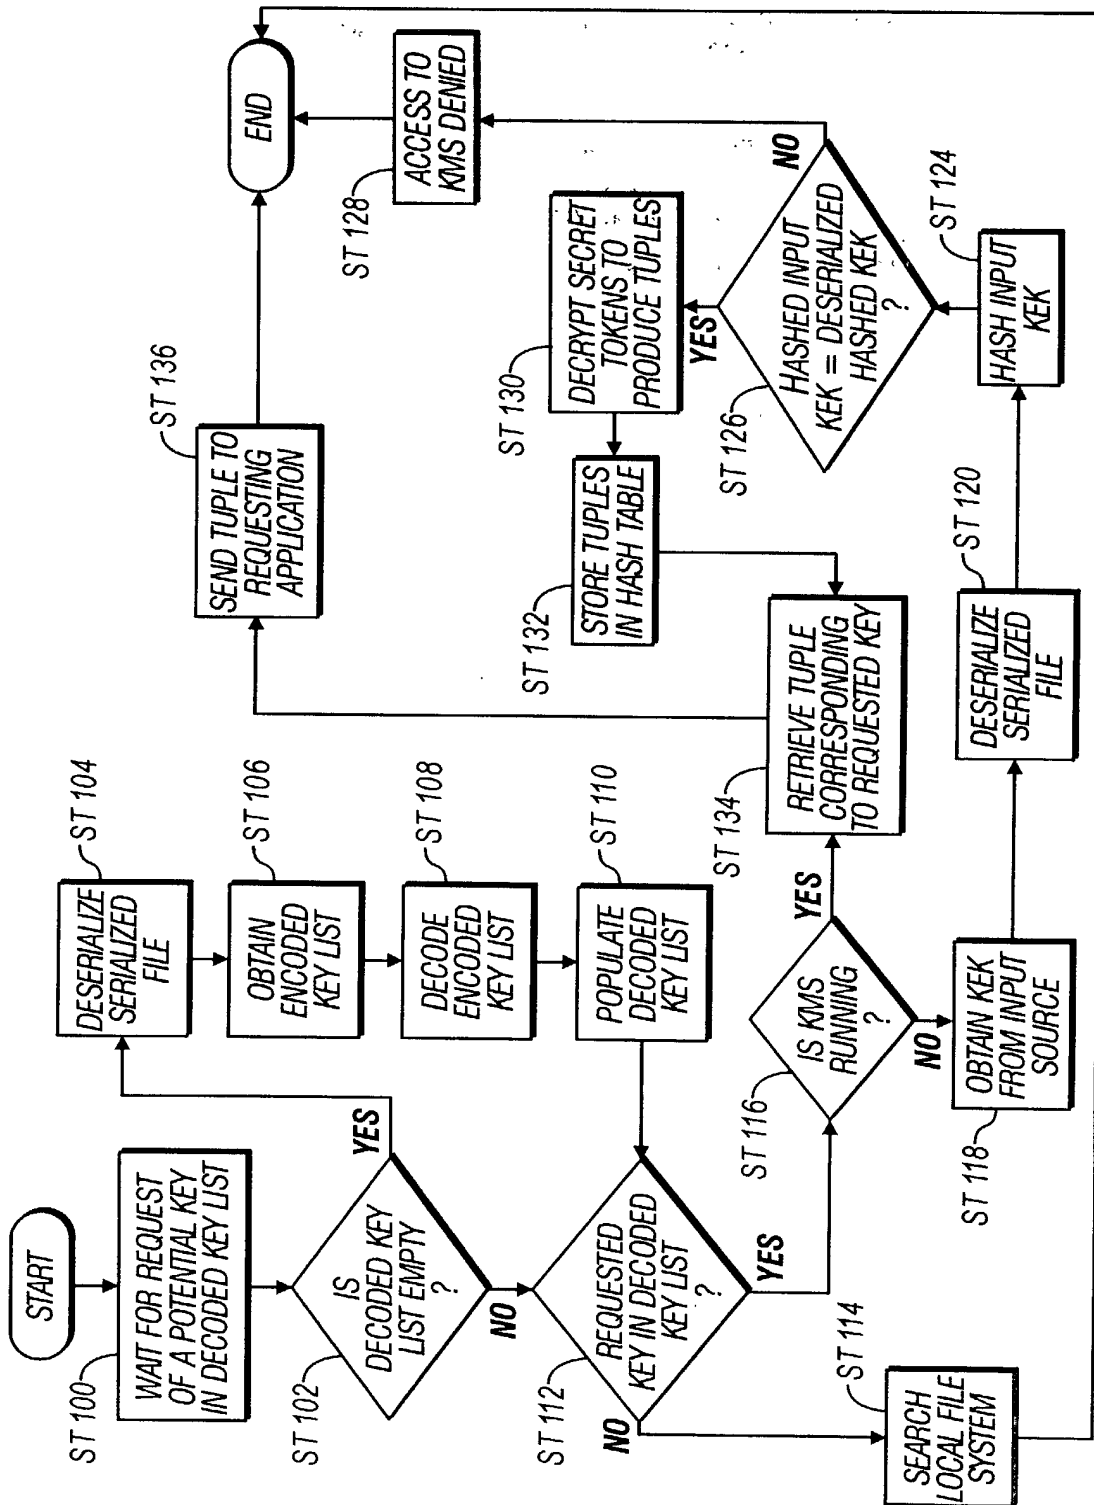 START
ST 100
WAIT FOR REQUEST
OF A POTENTIAL KEY
IN DECODED KEY LIST
ST 102
IS
DECODED KEY
LIST EMPTY
?
YES
NO
ST 104
DESERIALIZE
SERIALIZED
FILE
ST 106
OBTAIN
ENCODED
KEY LIST
ST 108
DECODE
ENCODED
KEY LIST
ST 110
POPULATE
DECODED
KEY LIST
ST 112
REQUESTED
KEY IN DECODED
KEY LIST
?
NO
YES
ST 114
SEARCH
LOCAL FILE
SYSTEM
ST 116
IS KMS
RUNNING
?
YES
NO
ST 118
OBTAIN KEK
FROM INPUT
SOURCE
ST 120
DESERIALIZE
SERIALIZED
FILE
ST 124
HASH INPUT
KEK
ST 126
HASHED INPUT
KEK = DESERIALIZED
HASHED KEK
?
NO
YES
ST 128
ACCESS TO
KMS DENIED
ST 130
DECRYPT SECRET
TOKENS TO
PRODUCE TUPLES
ST 132
STORE TUPLES
IN HASH TABLE
ST 134
RETRIEVE TUPLE
CORRESPONDING
TO REQUESTED KEY
ST 136
SEND TUPLE TO
REQUESTING
APPLICATION
END